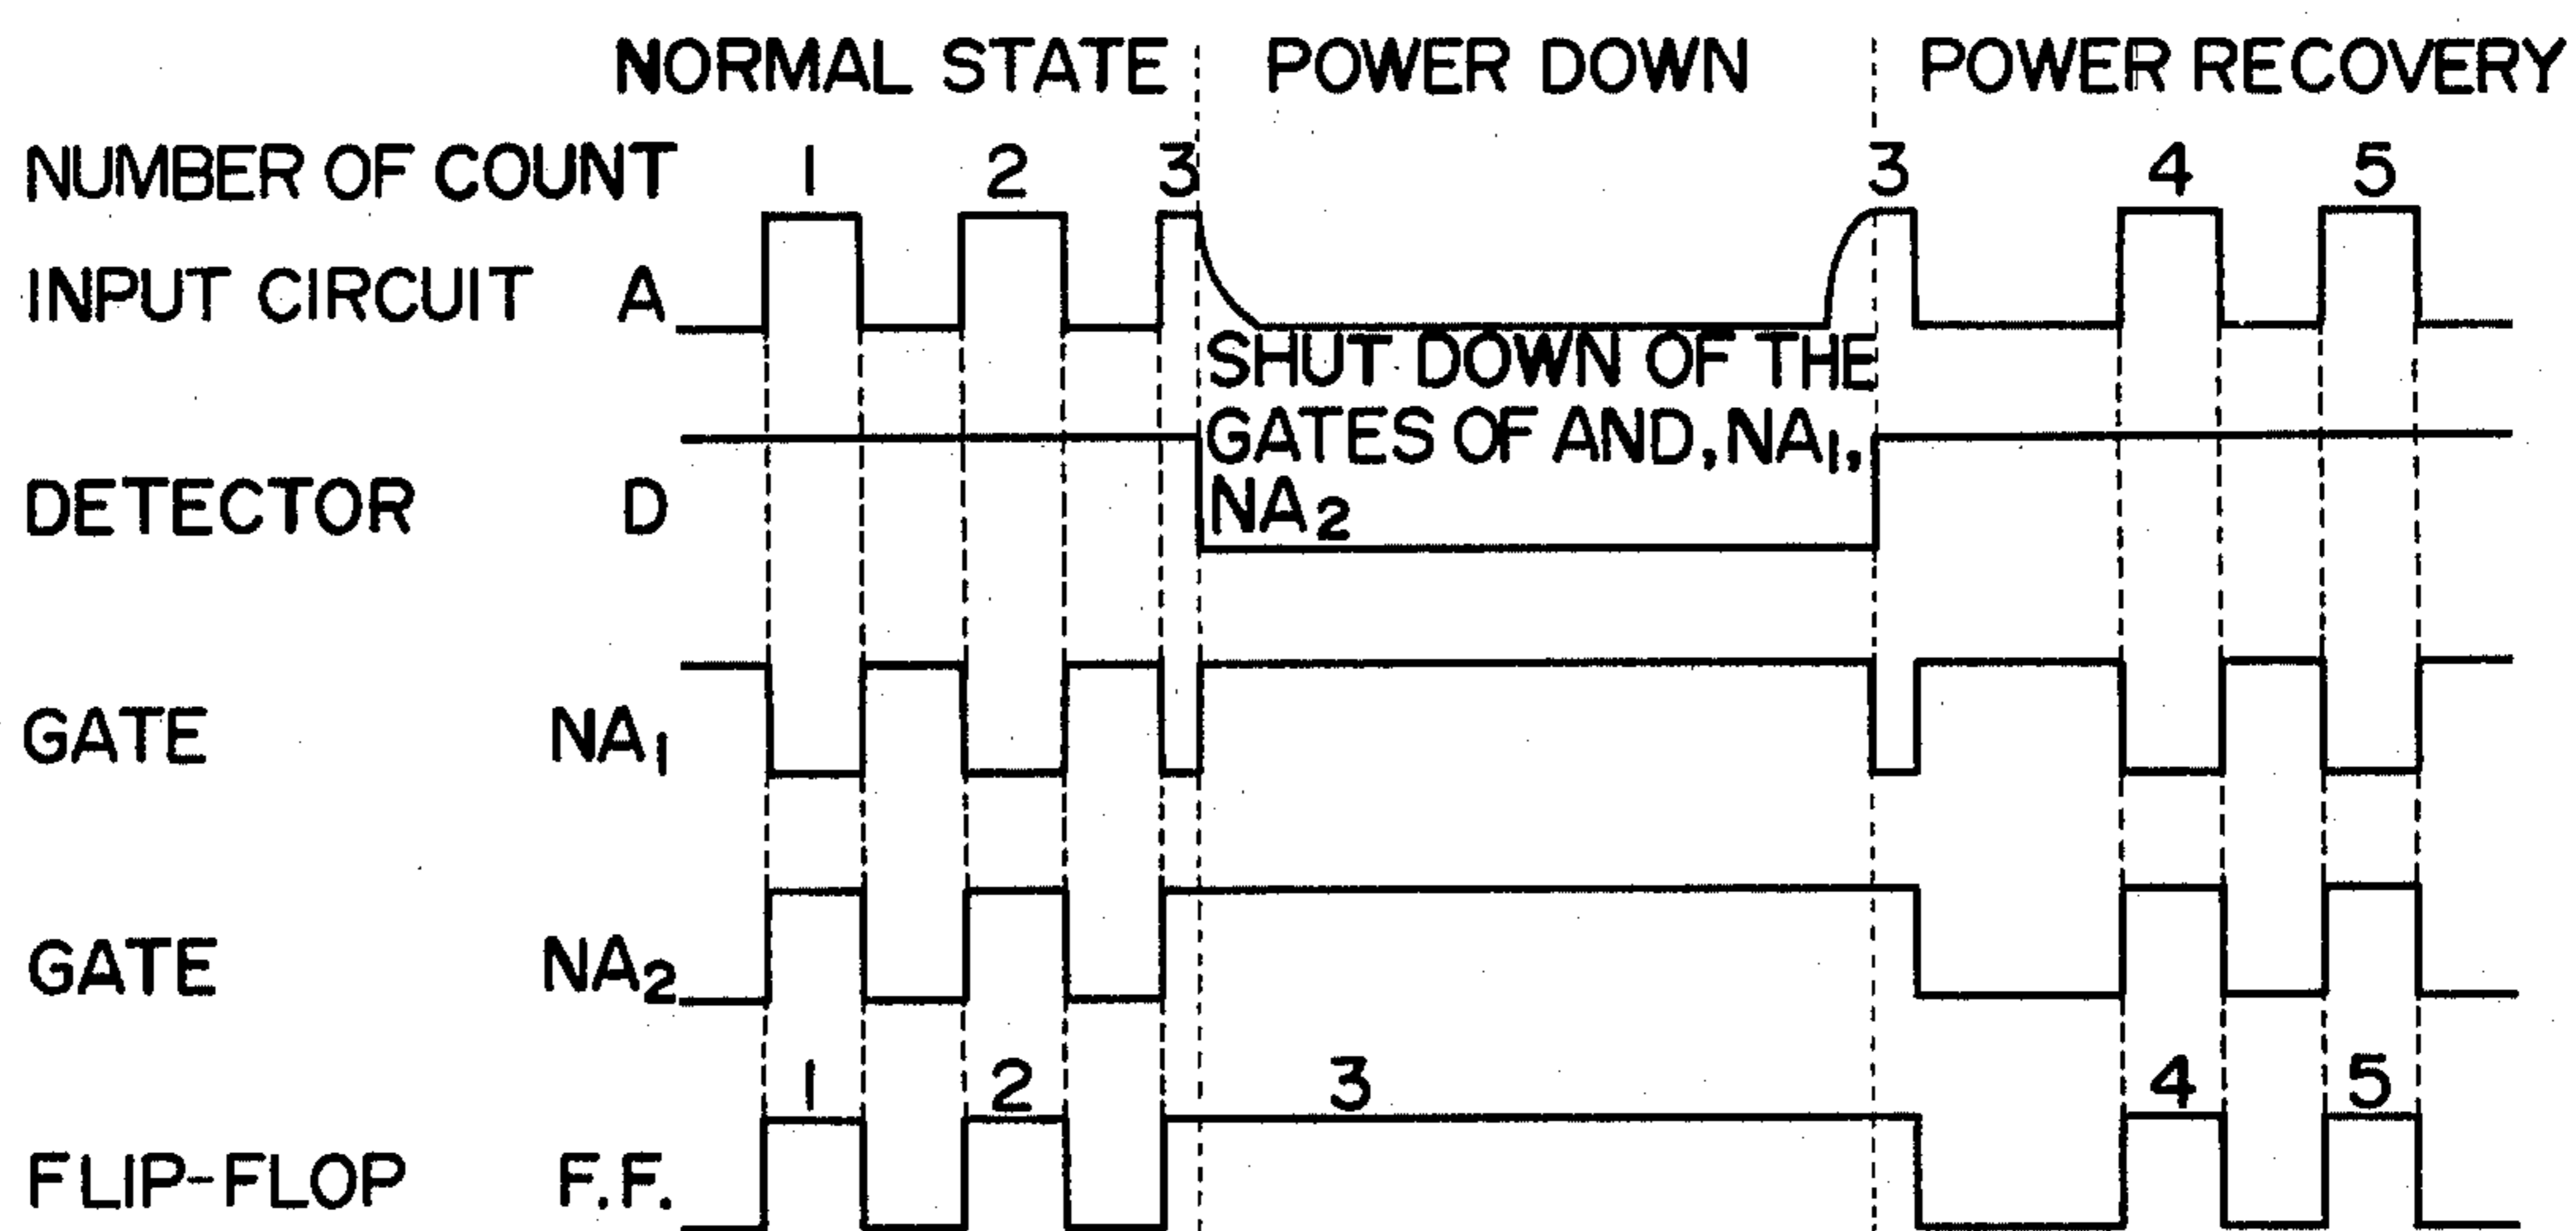 NORMAL STATE POWER DOWN POWER RECOVERY
NUMBER OF COUNT 1 2 3 3 4 5
INPUT CIRCUIT A
SHUT DOWN OF THE
GATES OF AND, NA₁,
NA₂
DETECTOR D
GATE NA₁
GATE NA₂
1 2 3 4 5
FLIP-FLOP F.F.